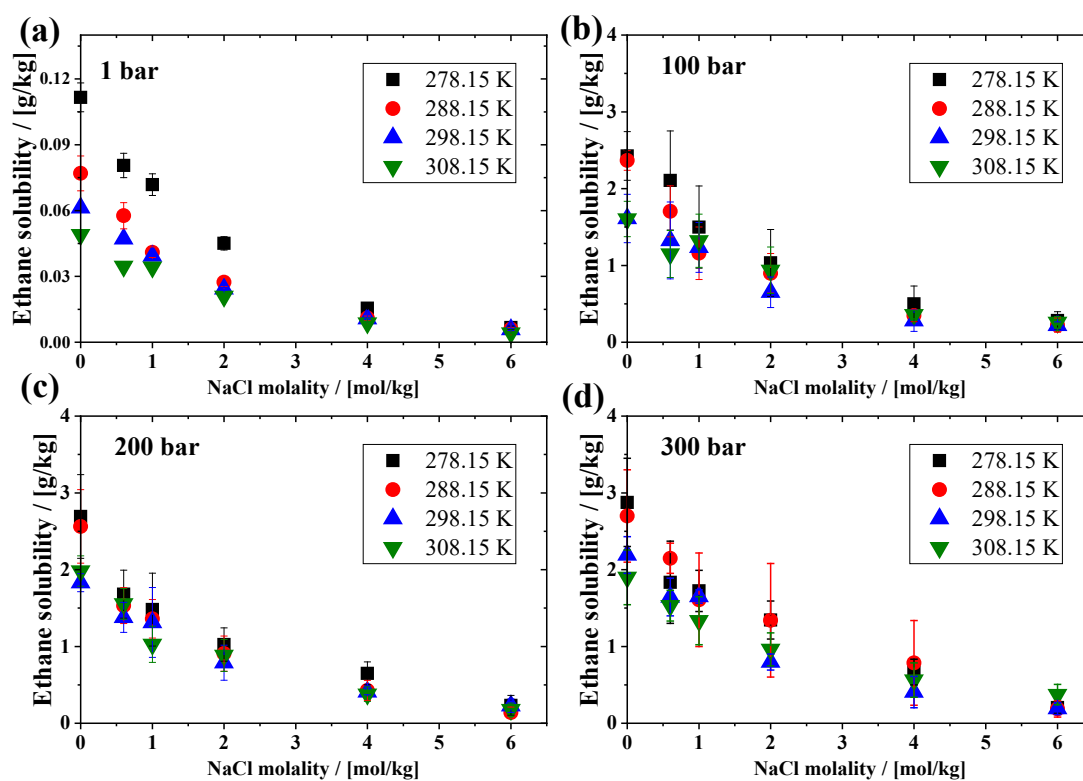 (a)
1 bar
278.15 K
288.15 K
298.15 K
308.15 K
Ethane solubility / [g/kg]
0.12
0.09
0.06
0.03
0.00
0 1 2 3 4 5 6
NaCl molality / [mol/kg]
(b)
100 bar
278.15 K
288.15 K
298.15 K
308.15 K
Ethane solubility / [g/kg]
4
3
2
1
0
0 1 2 3 4 5 6
NaCl molality / [mol/kg]
(c)
200 bar
278.15 K
288.15 K
298.15 K
308.15 K
Ethane solubility / [g/kg]
4
3
2
1
0
0 1 2 3 4 5 6
NaCl molality / [mol/kg]
(d)
300 bar
278.15 K
288.15 K
298.15 K
308.15 K
Ethane solubility / [g/kg]
4
3
2
1
0
0 1 2 3 4 5 6
NaCl molality / [mol/kg]